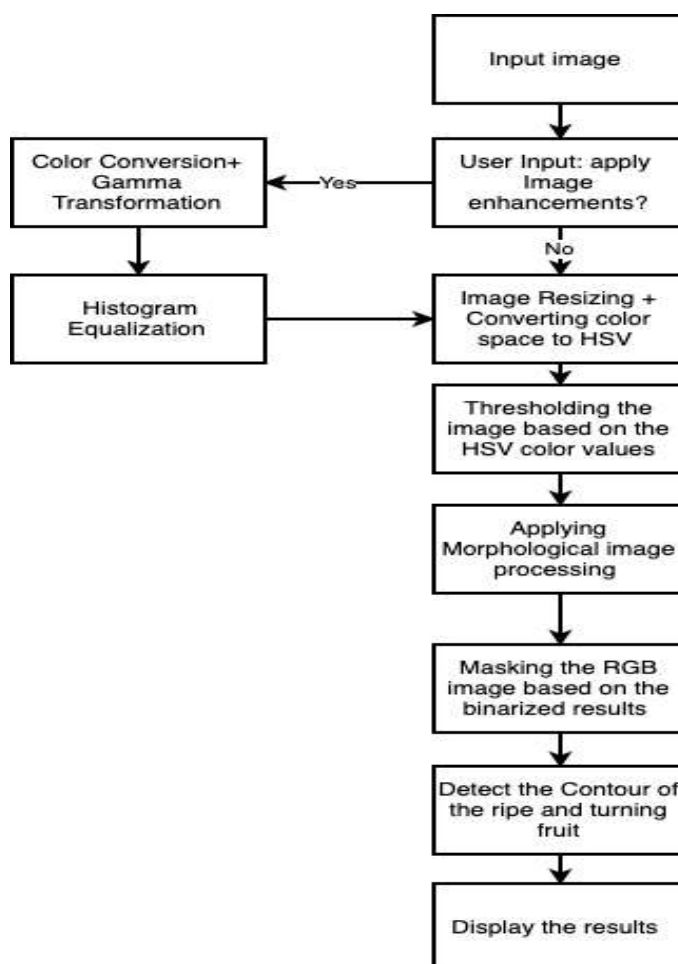 Input image
User Input: apply
Image
enhancements?
Yes
Color Conversion+
Gamma
Transformation
Histogram
Equalization
No
Image Resizing +
Converting color
space to HSV
Thresholding the
image based on the
HSV color values
Applying
Morphological image
processing
Masking the RGB
image based on the
binarized results
Detect the Contour of
the ripe and turning
fruit
Display the results